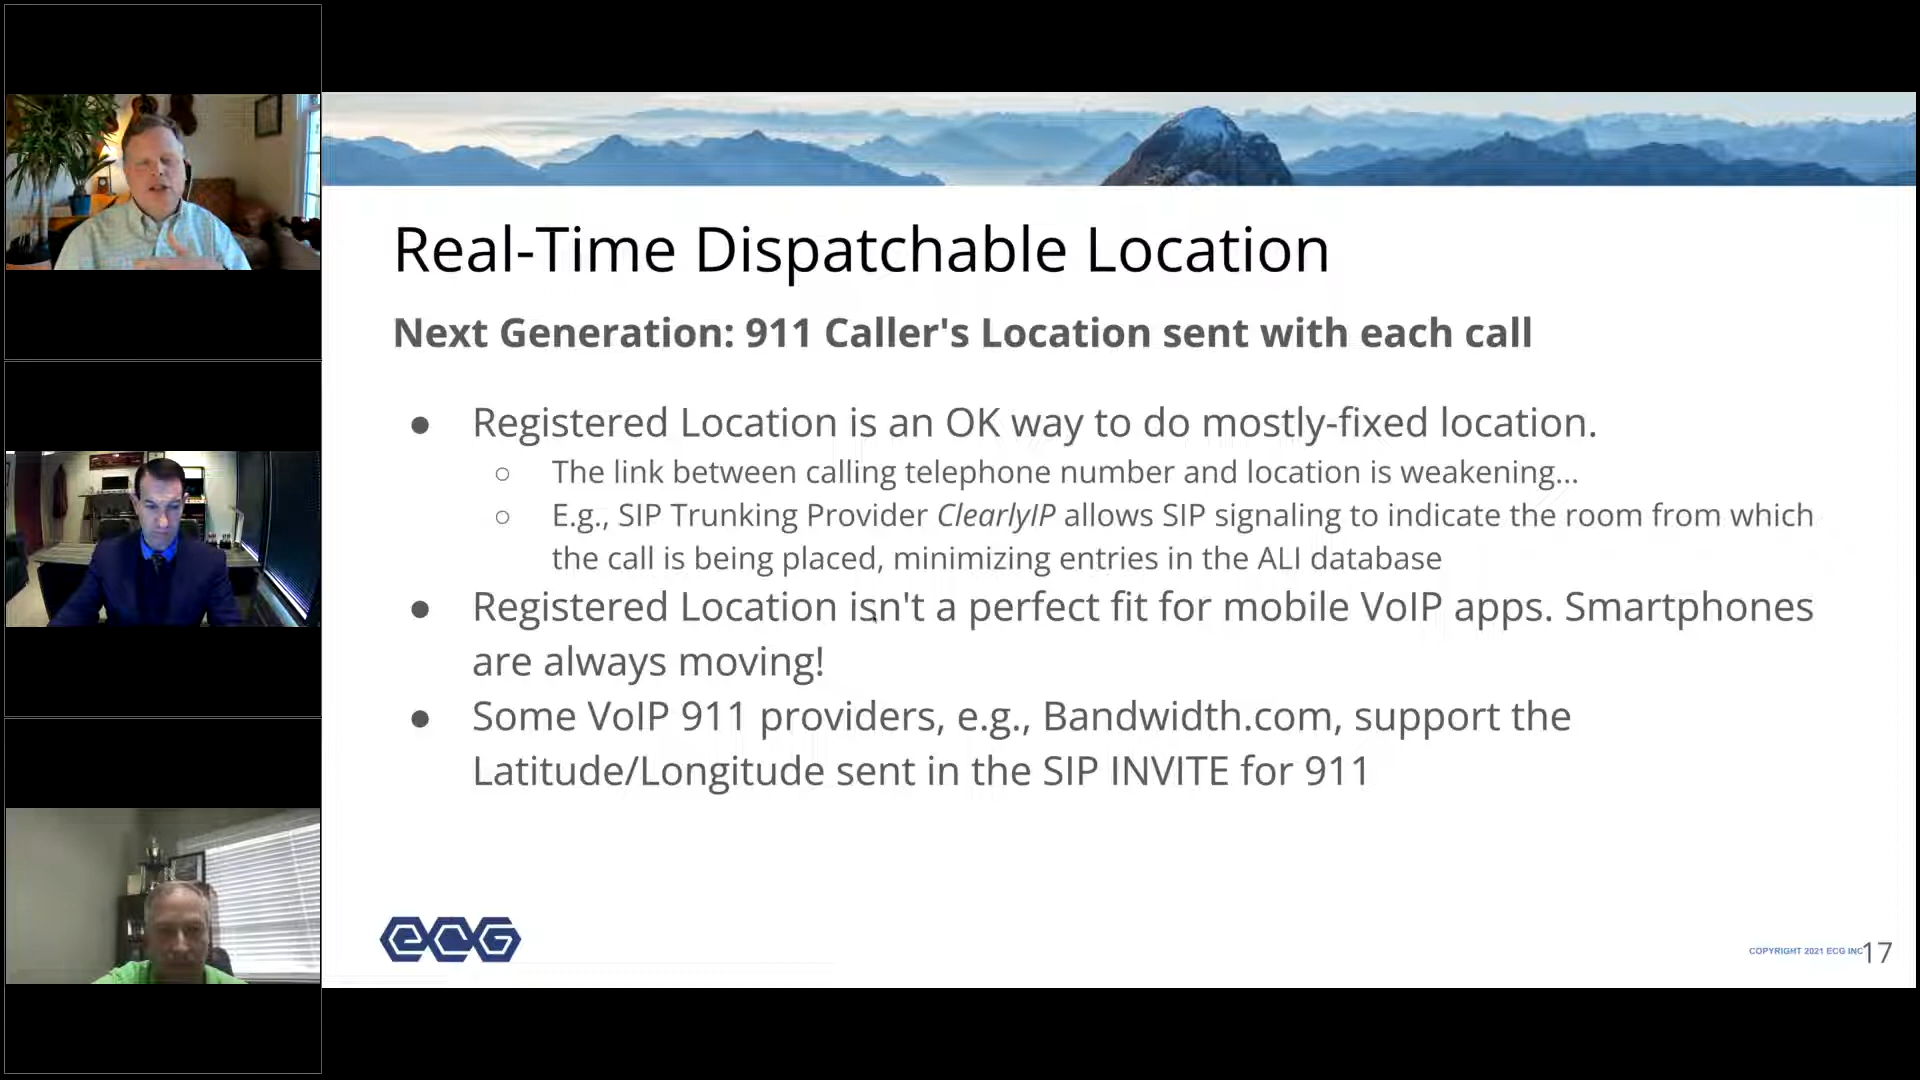 Real-Time Dispatchable Location
Next Generation: 911 Caller's Location sent with each call
● Registered Location is an OK way to do mostly-fixed location.
○ The link between calling telephone number and location is weakening...
○ E.g., SIP Trunking Provider ClearlyIP allows SIP signaling to indicate the room from which
the call is being placed, minimizing entries in the ALI database
● Registered Location isn't a perfect fit for mobile VoIP apps. Smartphones
are always moving!
● Some VoIP 911 providers, e.g., Bandwidth.com, support the
Latitude/Longitude sent in the SIP INVITE for 911
ecg
COPYRIGHT 2021 ECG INC 17